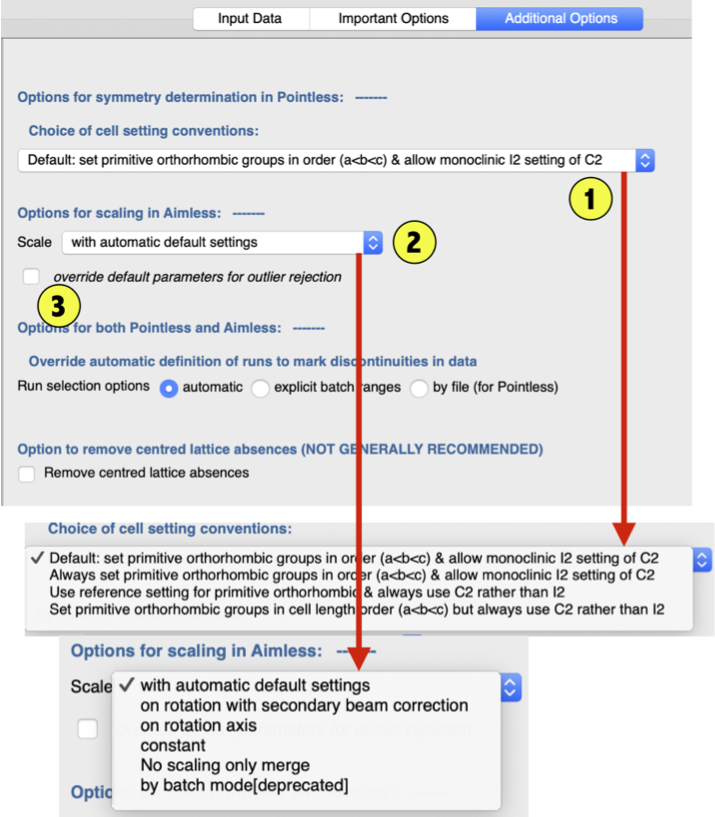 Input Data
Important Options
Additional Options
Options for symmetry determination in Pointless: -------
Choice of cell setting conventions:
Default: set primitive orthorhombic groups in order (a<b<c) & allow monoclinic I2 setting of C2
1
Options for scaling in Aimless: -------
Scale with automatic default settings
2
override default parameters for outlier rejection
3
Options for both Pointless and Aimless: -------
Override automatic definition of runs to mark discontinuities in data
Run selection options automatic explicit batch ranges by file (for Pointless)
Option to remove centred lattice absences (NOT GENERALLY RECOMMENDED)
Remove centred lattice absences
Choice of cell setting conventions:
✓ Default: set primitive orthorhombic groups in order (a<b<c) & allow monoclinic I2 setting of C2
Always set primitive orthorhombic groups in order (a<b<c) & allow monoclinic I2 setting of C2
Use reference setting for primitive orthorhombic & always use C2 rather than I2
Set primitive orthorhombic groups in cell length order (a<b<c) but always use C2 rather than I2
Options for scaling in Aimless:
Scale ✓ with automatic default settings
on rotation with secondary beam correction
on rotation axis
constant
No scaling only merge
by batch mode[deprecated]
Optio